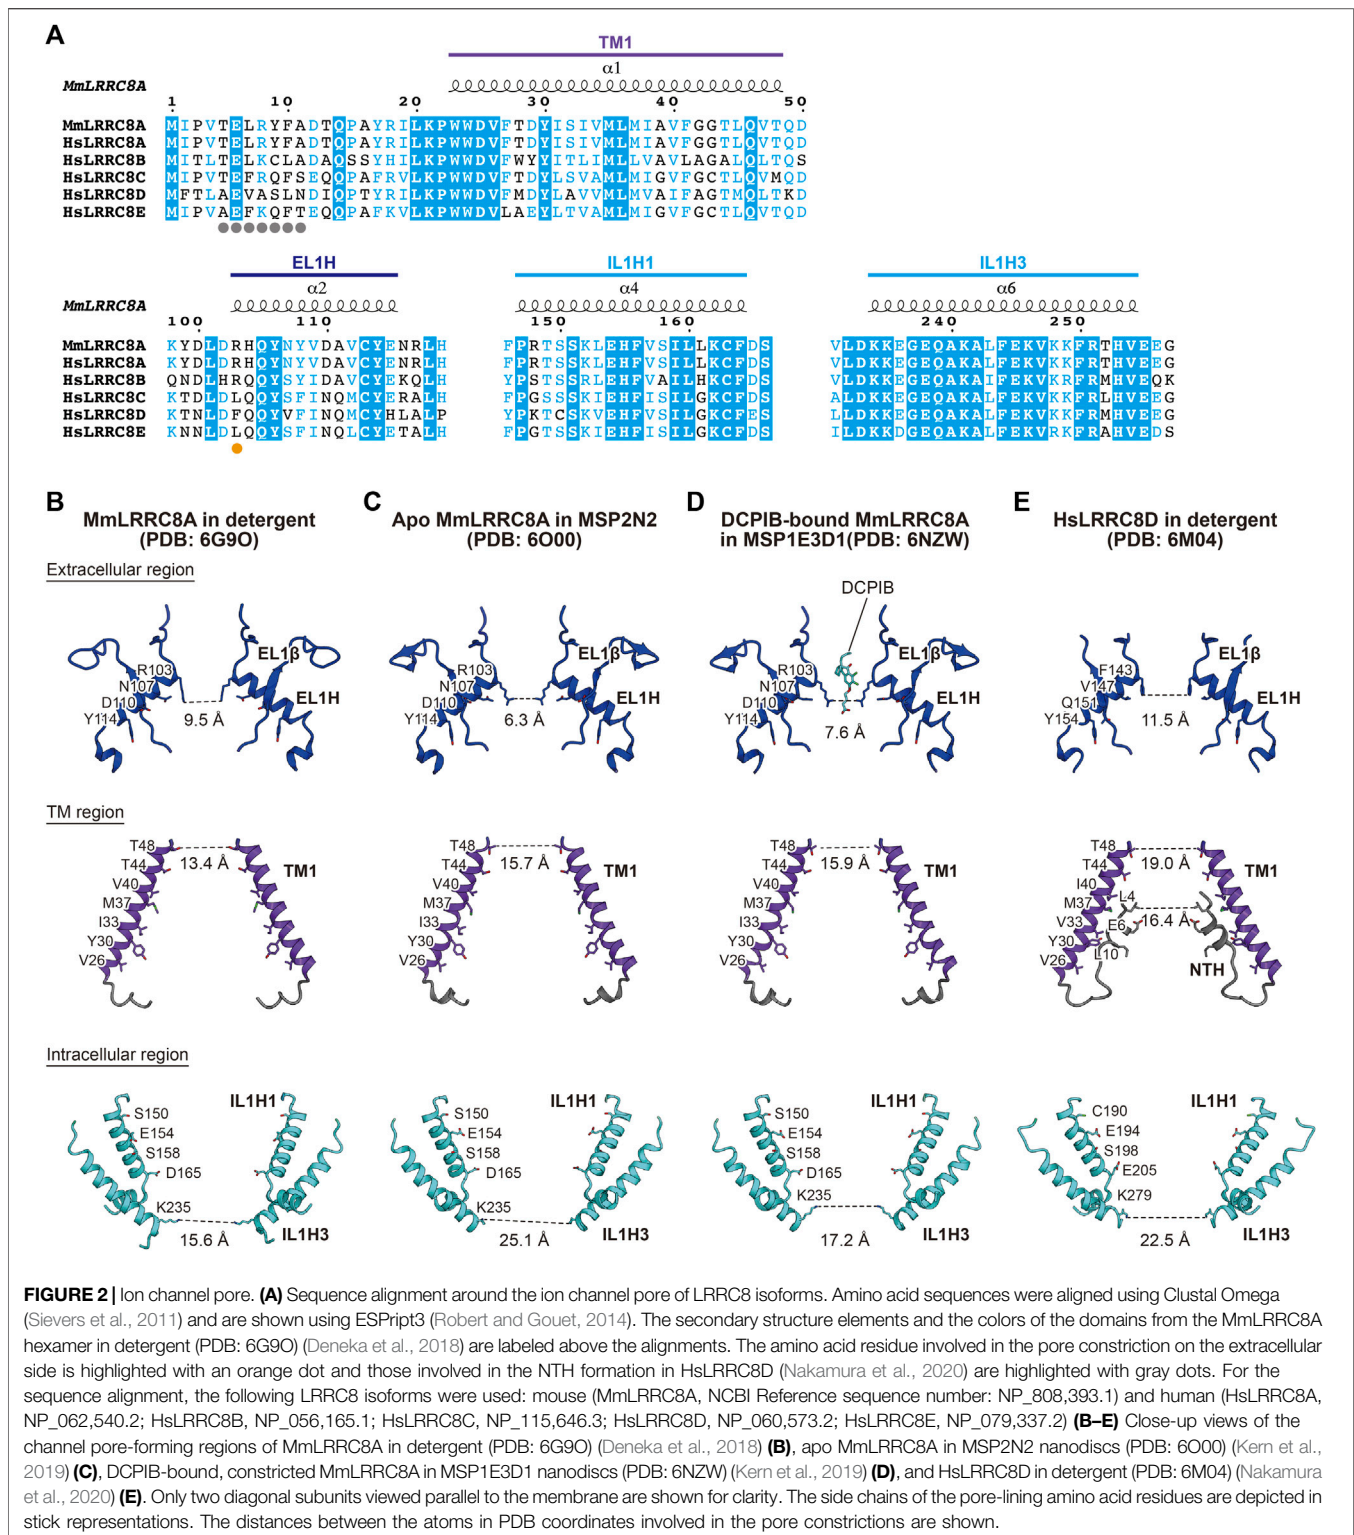 A
TM1
α1
MmLRRC8A
1 10 20 30 40 50
MmLRRC8A MIPVTELRYFADTQPAYRILKPWWDVFTDYISIVMLMIAVFGGTLQVTQD
HsLRRC8A MIPVTELRYFADTQPAYRILKPWWDVFTDYISIVMLMIAVFGGTLQVTQD
HsLRRC8B MITLTELKCLADAQSSYHILKPWWDVFWYYITLIMLLVAVLAGALQLTQS
HsLRRC8C MIPVTEFRQFSEQQPAFRVLKPWWDVFTDYLSVAMLMIGVFGCTLQVMQD
HsLRRC8D MFTLAEVASLNDIQPTYRILKPWWDVFMDYLAVVMLMVAIFAGTMQLTKD
HsLRRC8E MIPVAEFKQFTEQQPAFKVLKPWWDVLAEYLTVAMLMIGVFGCTLQVTQD
EL1H IL1H1 IL1H3
α2 α4 α6
MmLRRC8A
100 110 150 160 240 250
MmLRRC8A KYDLDRHQYNYVDAVCYENRLH FPRTSSKLEHFVSILLKCFDS VLDKKEGEQAKALFEKVKKFRTHVEEG
HsLRRC8A KYDLDRHQYNYVDAVCYENRLH FPRTSSKLEHFVSILLKCFDS VLDKKEGEQAKALFEKVKKFRTHVEEG
HsLRRC8B QNDLHRQQYSYIDAVCYEKQLH YPSTSSRLEHFVAILHKCFDS VLDKKEGEQAKAIFEKVKRFRMHVEQK
HsLRRC8C KTDLDLQQYSFINQMCYERALH FPGSSSKIEHFISILGKCFDS ALDKKEGEQAKALFEKVKKFRLHVEEG
HsLRRC8D KTNLDFQQYVFINQMCYHLALP YPKTCSKVEHFVSILGKCFDS VLDKKDGEQAKALFEKVRKFRMHVEEG
HsLRRC8E KNNLDLQQYSFINQLCYETALH FPGTSSKIEHFISILGKCFDS ILDKKDGEQAKALFEKVRKFRAHVEDS
B C D E
MmLRRC8A in detergent Apo MmLRRC8A in MSP2N2 DCPIB-bound MmLRRC8A HsLRRC8D in detergent
(PDB: 6G9O) (PDB: 6O00) in MSP1E3D1(PDB: 6NZW) (PDB: 6M04)
Extracellular region
DCPIB
EL1β EL1β EL1β EL1β
R103 R103 R103 F143
N107 N107 N107 V147
D110 D110 D110 Q151
Y114 Y114 Y114 Y154
EL1H EL1H EL1H EL1H
9.5 Å 6.3 Å 7.6 Å 11.5 Å
TM region
T48 T48 T48 T48
13.4 Å 15.7 Å 15.9 Å 19.0 Å
T44 T44 T44 T44
TM1 TM1 TM1 TM1
V40 V40 V40 I40
M37 M37 M37 M37 L4
I33 I33 I33 V33 E6 16.4 Å
Y30 Y30 Y30 Y30
V26 V26 V26 V26 L10
NTH
Intracellular region
IL1H1 IL1H1 IL1H1 IL1H1
S150 S150 S150 C190
E154 E154 E154 E194
S158 S158 S158 S198
D165 D165 D165 E205
K235 K235 K235 K279
IL1H3 IL1H3 IL1H3 IL1H3
15.6 Å 25.1 Å 17.2 Å 22.5 Å
FIGURE 2 | Ion channel pore. (A) Sequence alignment around the ion channel pore of LRRC8 isoforms. Amino acid sequences were aligned using Clustal Omega
(Sievers et al., 2011) and are shown using ESPript3 (Robert and Gouet, 2014). The secondary structure elements and the colors of the domains from the MmLRRC8A
hexamer in detergent (PDB: 6G9O) (Deneka et al., 2018) are labeled above the alignments. The amino acid residue involved in the pore constriction on the extracellular
side is highlighted with an orange dot and those involved in the NTH formation in HsLRRC8D (Nakamura et al., 2020) are highlighted with gray dots. For the
sequence alignment, the following LRRC8 isoforms were used: mouse (MmLRRC8A, NCBI Reference sequence number: NP_808,393.1) and human (HsLRRC8A,
NP_062,540.2; HsLRRC8B, NP_056,165.1; HsLRRC8C, NP_115,646.3; HsLRRC8D, NP_060,573.2; HsLRRC8E, NP_079,337.2) (B–E) Close-up views of the
channel pore-forming regions of MmLRRC8A in detergent (PDB: 6G9O) (Deneka et al., 2018) (B), apo MmLRRC8A in MSP2N2 nanodiscs (PDB: 6O00) (Kern et al.,
2019) (C), DCPIB-bound, constricted MmLRRC8A in MSP1E3D1 nanodiscs (PDB: 6NZW) (Kern et al., 2019) (D), and HsLRRC8D in detergent (PDB: 6M04) (Nakamura
et al., 2020) (E). Only two diagonal subunits viewed parallel to the membrane are shown for clarity. The side chains of the pore-lining amino acid residues are depicted in
stick representations. The distances between the atoms in PDB coordinates involved in the pore constrictions are shown.